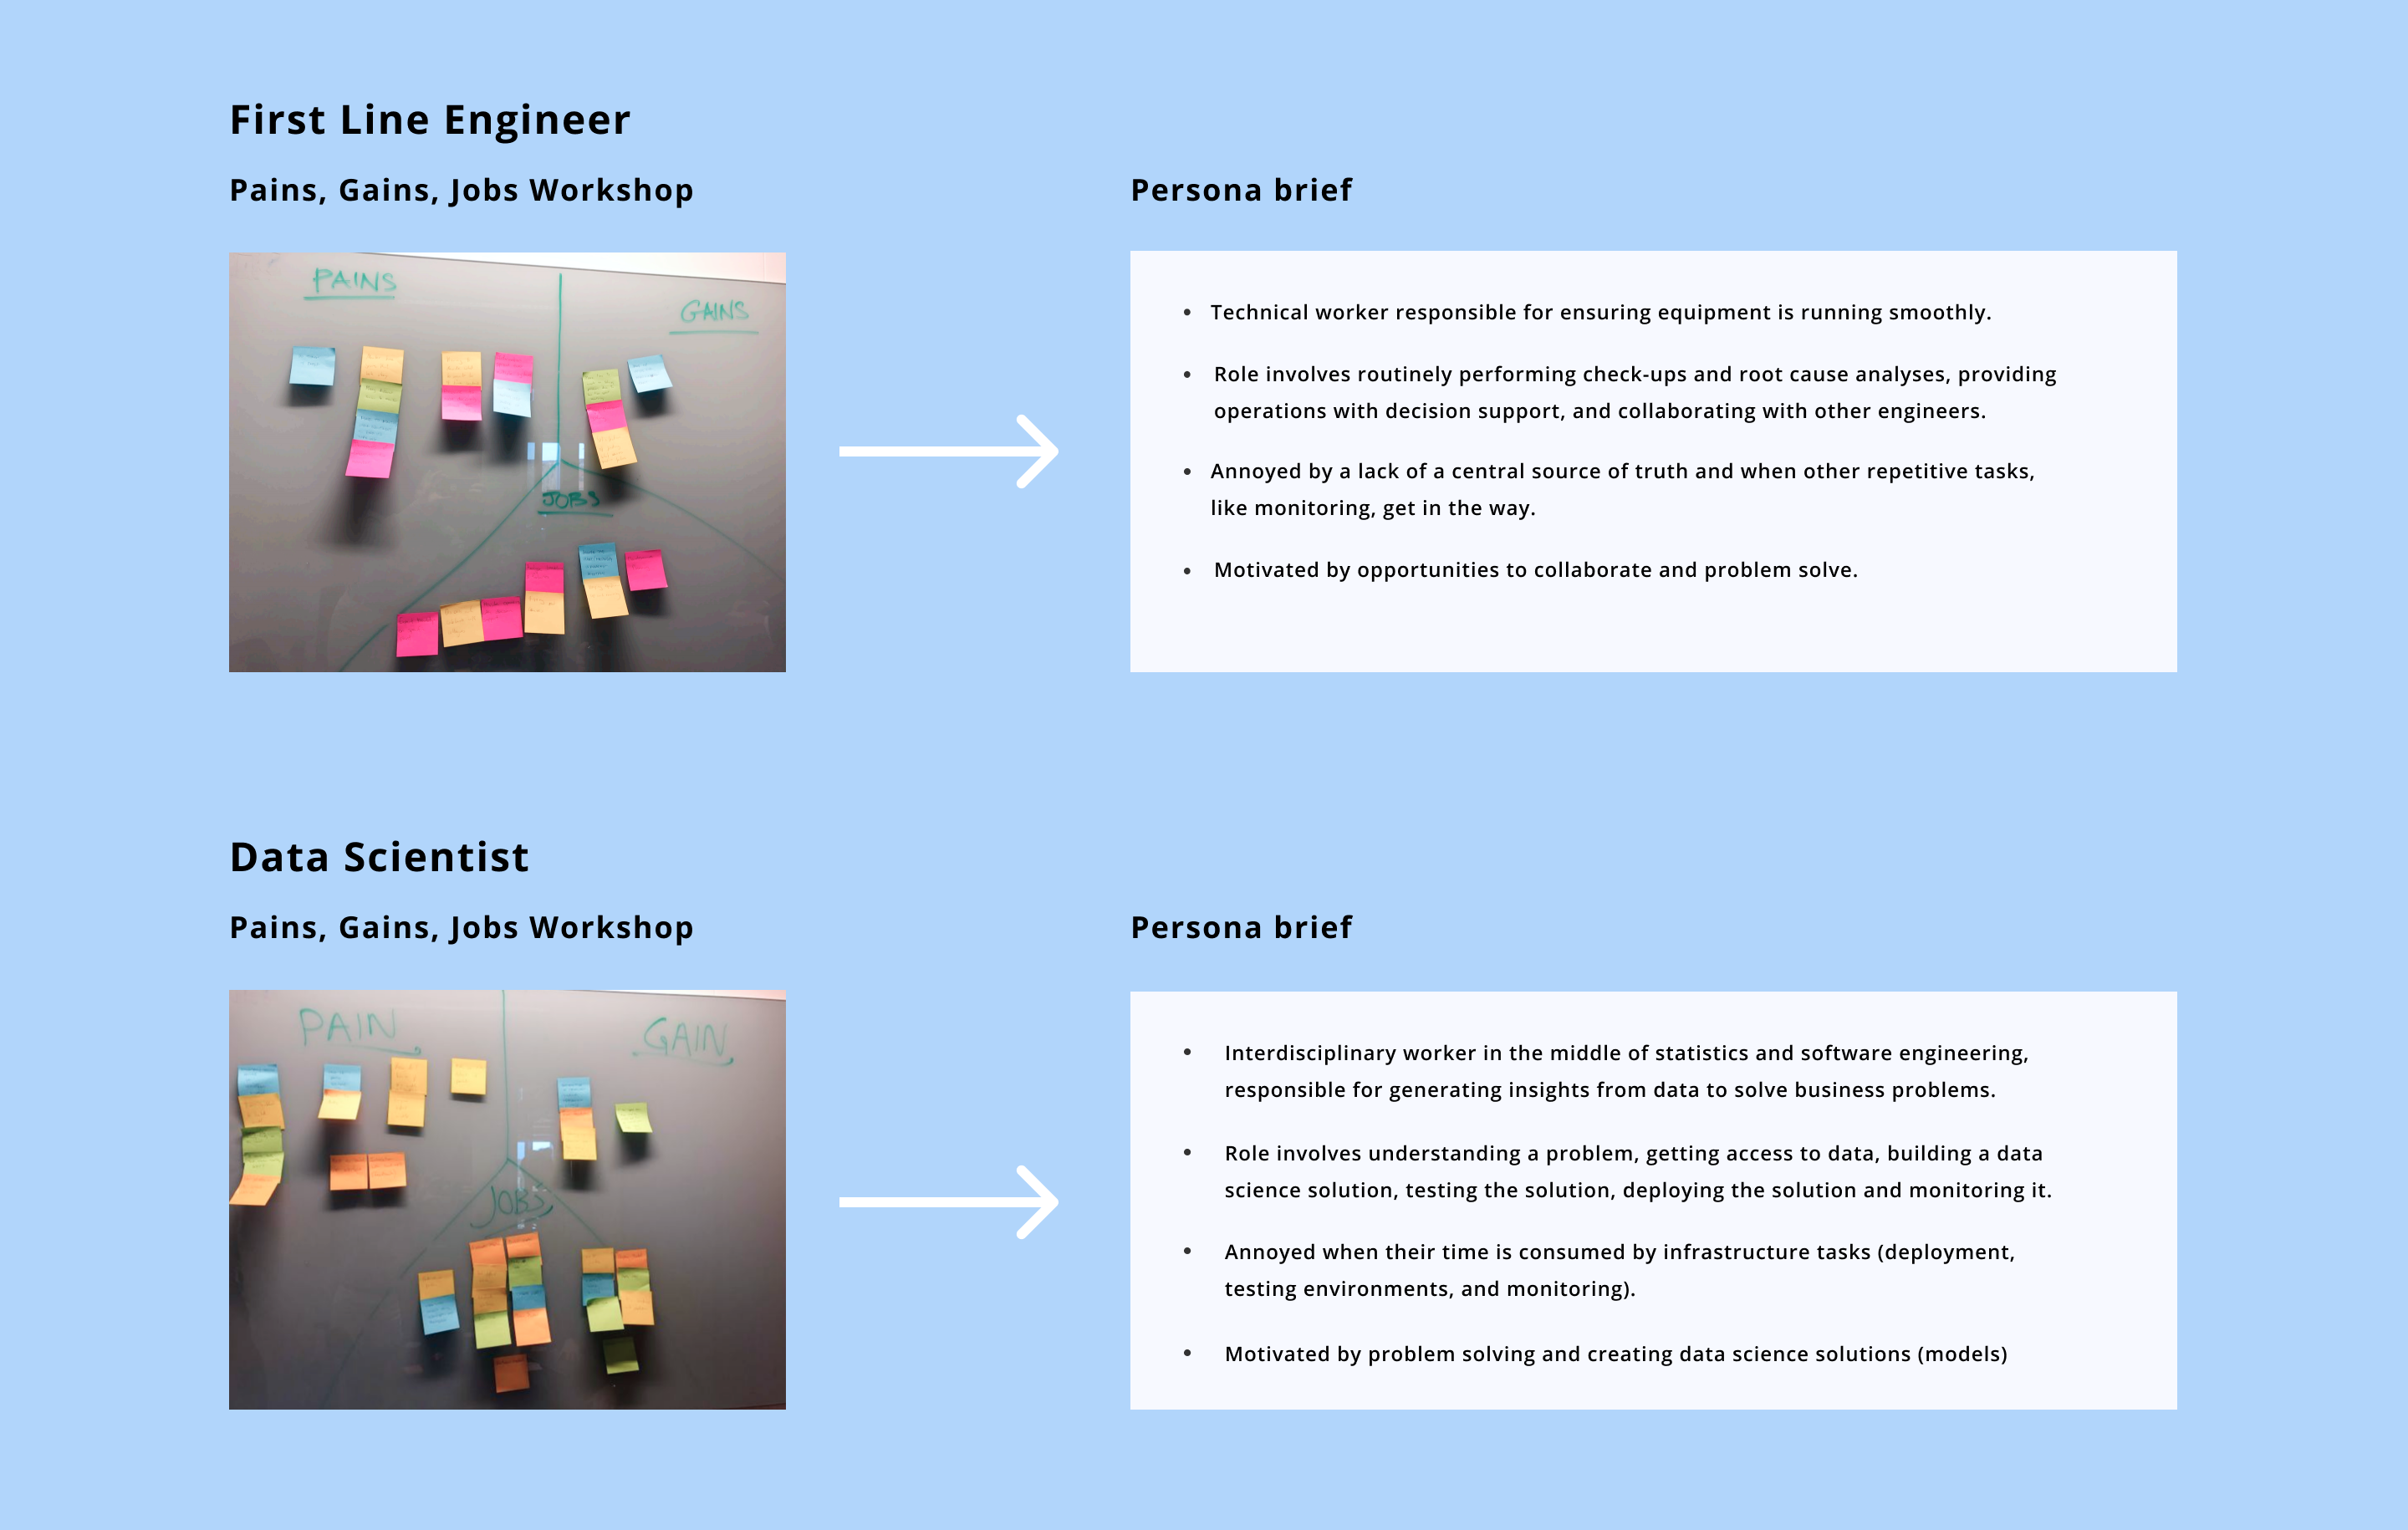 First Line Engineer
Pains, Gains, Jobs Workshop
Persona brief
PAINS
GAINS
JOBS
• Technical worker responsible for ensuring equipment is running smoothly.
• Role involves routinely performing check-ups and root cause analyses, providing
operations with decision support, and collaborating with other engineers.
• Annoyed by a lack of a central source of truth and when other repetitive tasks,
like monitoring, get in the way.
• Motivated by opportunities to collaborate and problem solve.
Data Scientist
Pains, Gains, Jobs Workshop
Persona brief
PAIN
GAIN
JOBS
• Interdisciplinary worker in the middle of statistics and software engineering,
responsible for generating insights from data to solve business problems.
• Role involves understanding a problem, getting access to data, building a data
science solution, testing the solution, deploying the solution and monitoring it.
• Annoyed when their time is consumed by infrastructure tasks (deployment,
testing environments, and monitoring).
• Motivated by problem solving and creating data science solutions (models)